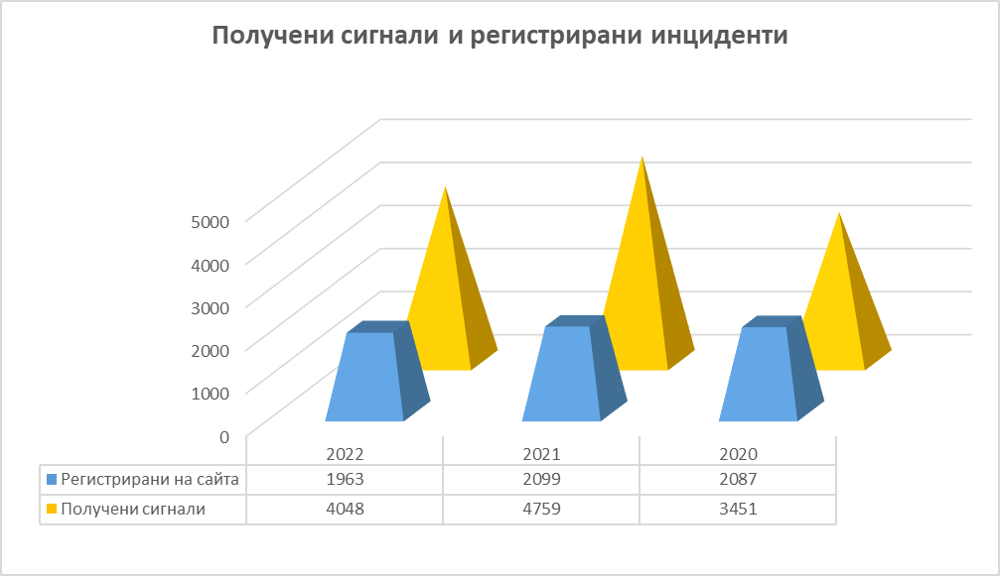 Получени сигнали и регистрирани инциденти
5000
4000
3000
2000
1000
0
2022 2021 2020
Регистрирани на сайта 1963 2099 2087
Получени сигнали 4048 4759 3451